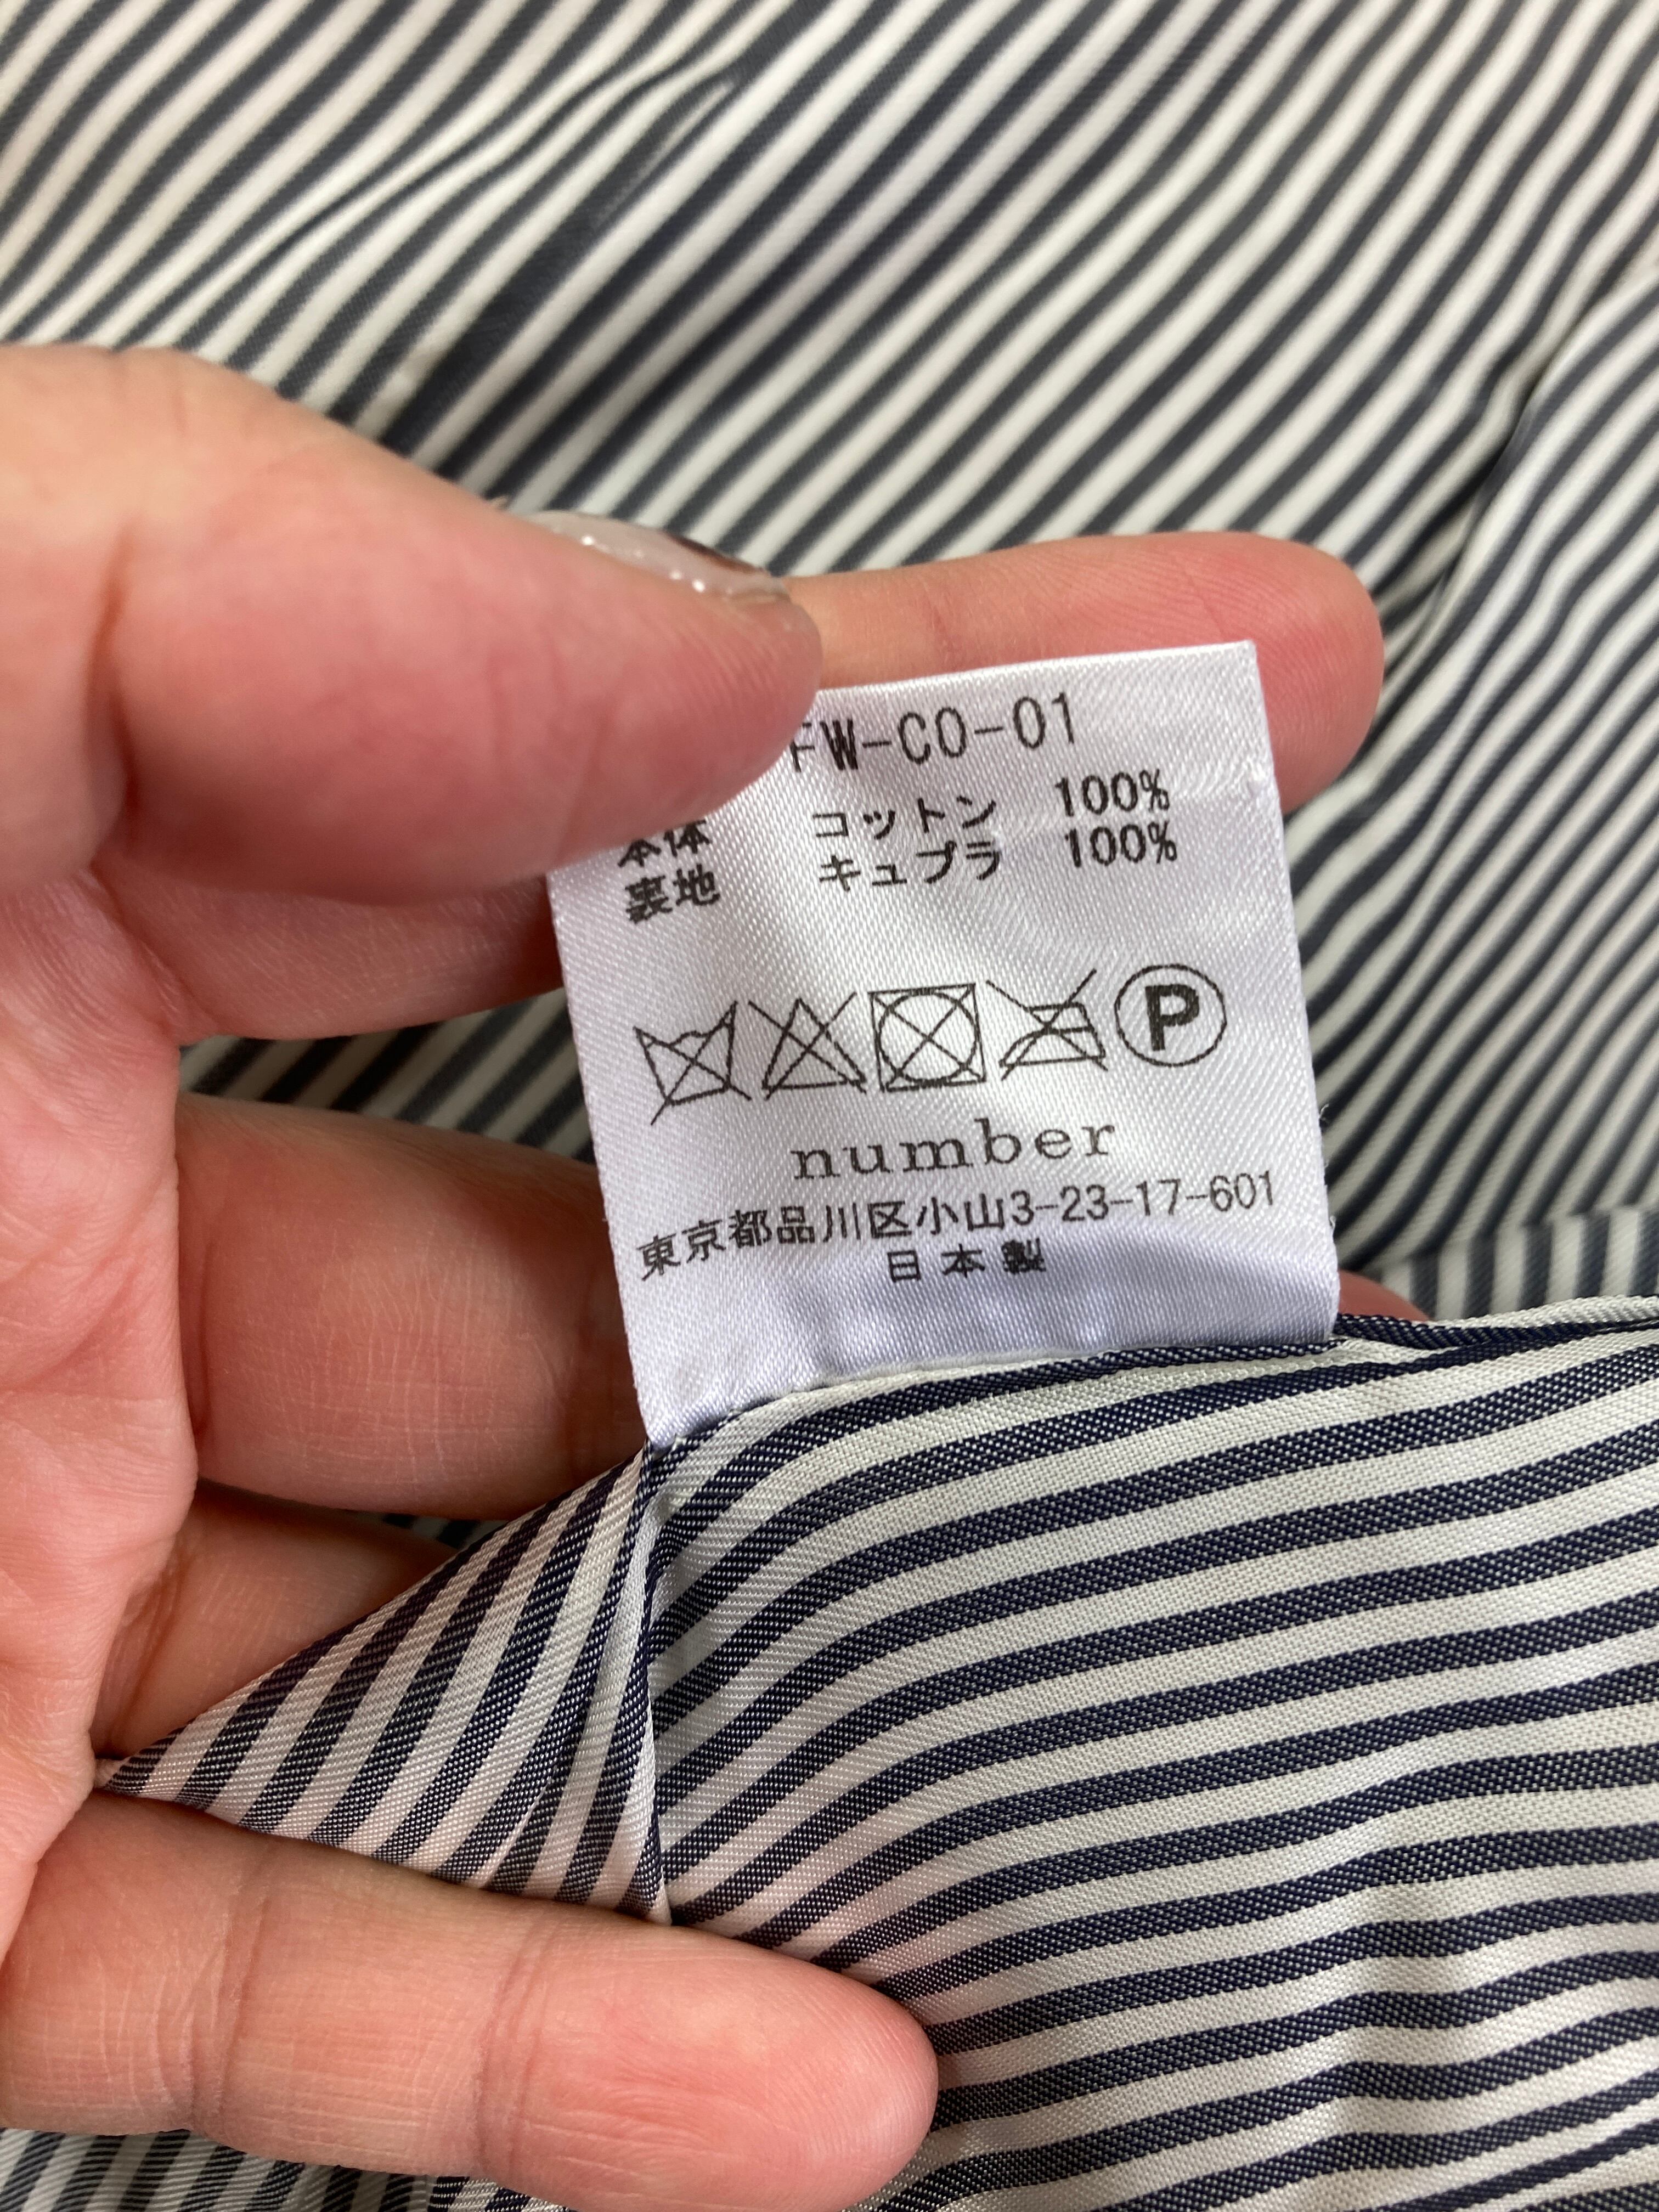 FW-CO-01
本体 コットン 100%
裏地 キュプラ 100%
P
number
東京都品川区小山3-23-17-601
日本製